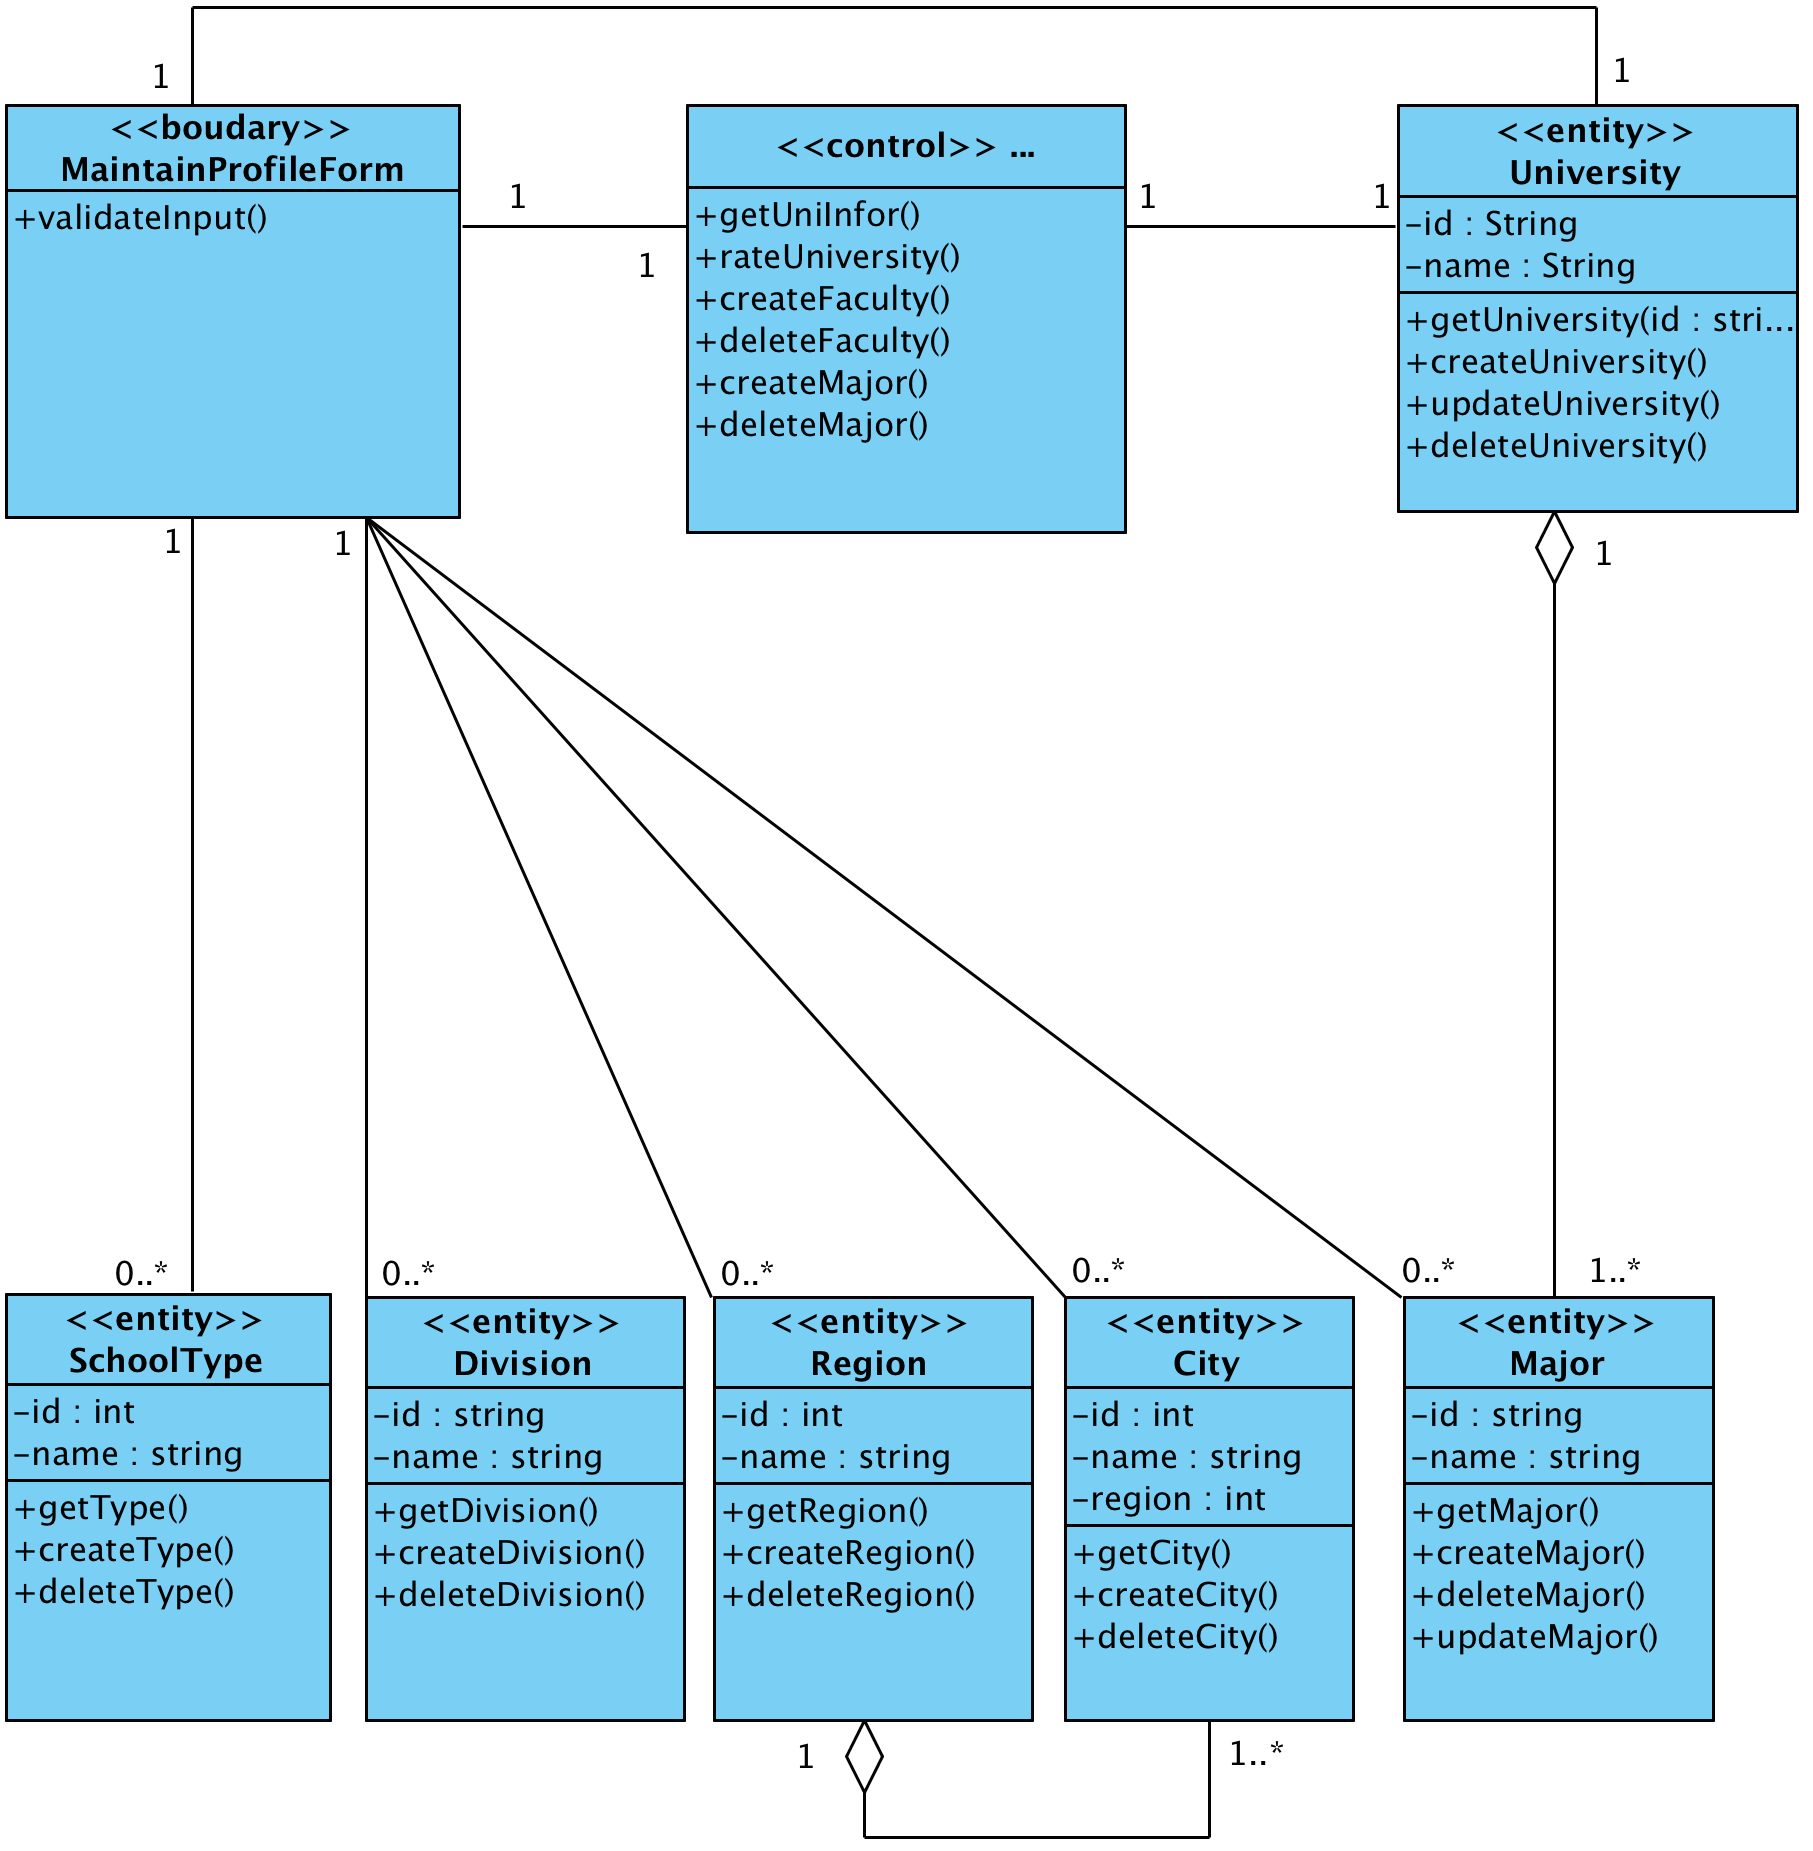 1
1
<<boudary>>
MaintainProfileForm
+validateInput()
1
1
<<control>> ...
+getUniInfor()
+rateUniversity()
+createFaculty()
+deleteFaculty()
+createMajor()
+deleteMajor()
1
1
<<entity>>
University
-id : String
-name : String
+getUniversity(id : stri...
+createUniversity()
+updateUniversity()
+deleteUniversity()
1
1
1
0..*
0..*
0..*
0..*
0..*
1..*
<<entity>>
SchoolType
-id : int
-name : string
+getType()
+createType()
+deleteType()
<<entity>>
Division
-id : string
-name : string
+getDivision()
+createDivision()
+deleteDivision()
<<entity>>
Region
-id : int
-name : string
+getRegion()
+createRegion()
+deleteRegion()
<<entity>>
City
-id : int
-name : string
-region : int
+getCity()
+createCity()
+deleteCity()
<<entity>>
Major
-id : string
-name : string
+getMajor()
+createMajor()
+deleteMajor()
+updateMajor()
1
1..*